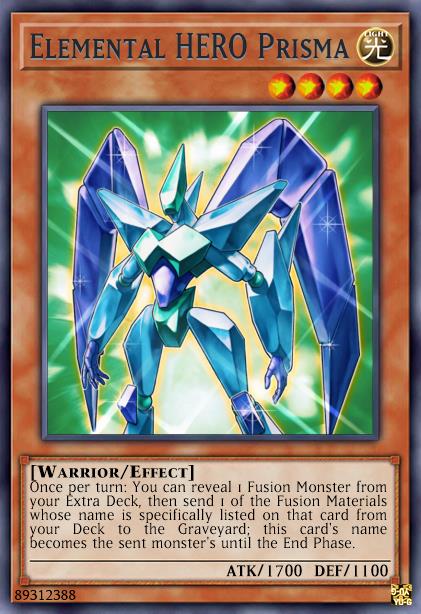 Elemental HERO Prisma
LIGHT
光
[Warrior/Effect]
Once per turn: You can reveal 1 Fusion Monster from
your Extra Deck, then send 1 of the Fusion Materials
whose name is specifically listed on that card from
your Deck to the Graveyard; this card's name
becomes the sent monster's until the End Phase.
ATK/1700 DEF/1100
89312388